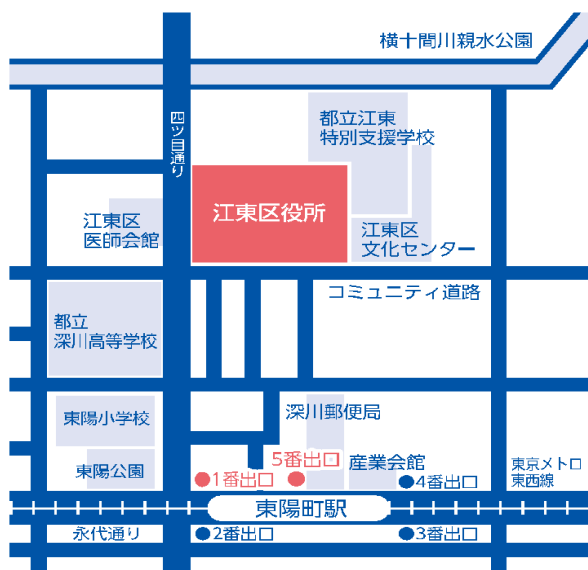 横十間川親水公園
四ツ目通り
都立江東
特別支援学校
江東区役所
江東区
医師会館
江東区
文化センター
コミュニティ道路
都立
深川高等学校
東陽小学校
深川郵便局
東陽公園
5番出口
産業会館
東京メトロ
東西線
●1番出口
●4番出口
東陽町駅
永代通り
●2番出口
●3番出口